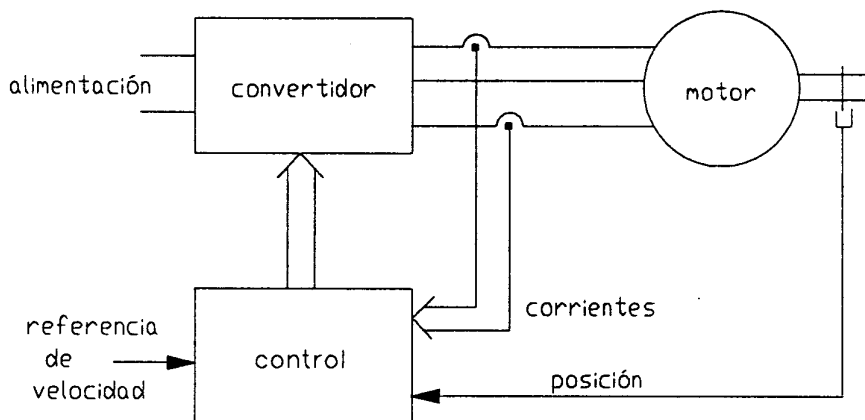 alimentación
convertidor
motor
referencia
de
velocidad
control
corrientes
posición